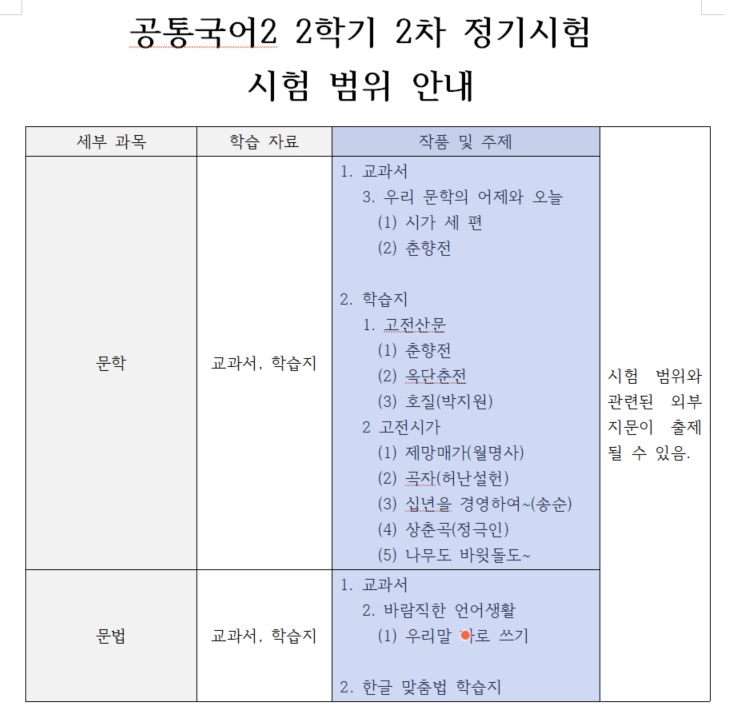 공통국어2 2학기 2차 정기시험
시험 범위 안내
세부 과목 학습 자료 작품 및 주제
문학
교과서, 학습지
1. 교과서
3. 우리 문학의 어제와 오늘
(1) 시가 세 편
(2) 춘향전
2. 학습지
1. 고전산문
(1) 춘향전
(2) 옥단춘전
(3) 호질(박지원)
2 고전시가
(1) 제망매가(월명사)
(2) 곡자(허난설헌)
(3) 십년을 경영하여~(송순)
(4) 상춘곡(정극인)
(5) 나무도 바윗돌도~
시험 범위와
관련된 외부
지문이 출제
될 수 있음.
문법
교과서, 학습지
1. 교과서
2. 바람직한 언어생활
(1) 우리말 바로 쓰기
2. 한글 맞춤법 학습지